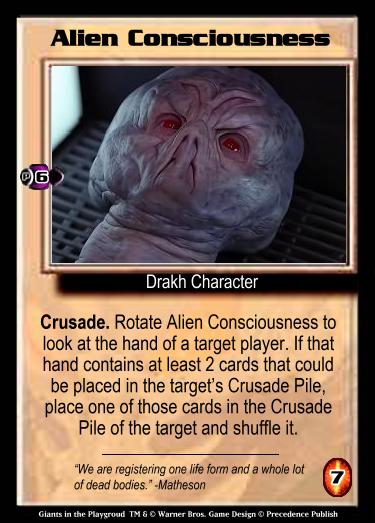 Alien Consciousness
P 6
Drakh Character
Crusade. Rotate Alien Consciousness to
look at the hand of a target player. If that
hand contains at least 2 cards that could
be placed in the target's Crusade Pile,
place one of those cards in the Crusade
Pile of the target and shuffle it.
"We are registering one life form and a whole lot
of dead bodies." -Matheson
7
Giants in the Playgroud TM & © Warner Bros. Game Design © Precedence Publish